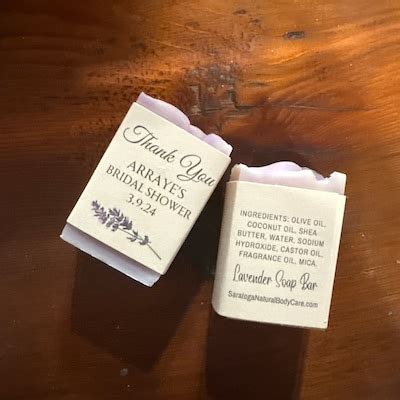 Thank You
ARRAYE'S
BRIDAL SHOWER
3.9.24
INGREDIENTS: OLIVE OIL,
COCONUT OIL, SHEA
BUTTER, WATER, SODIUM
HYDROXIDE, CASTOR OIL,
FRAGRANCE OIL, MICA.
Lavender Soap Bar
SaratogaNaturalBodyCare.com